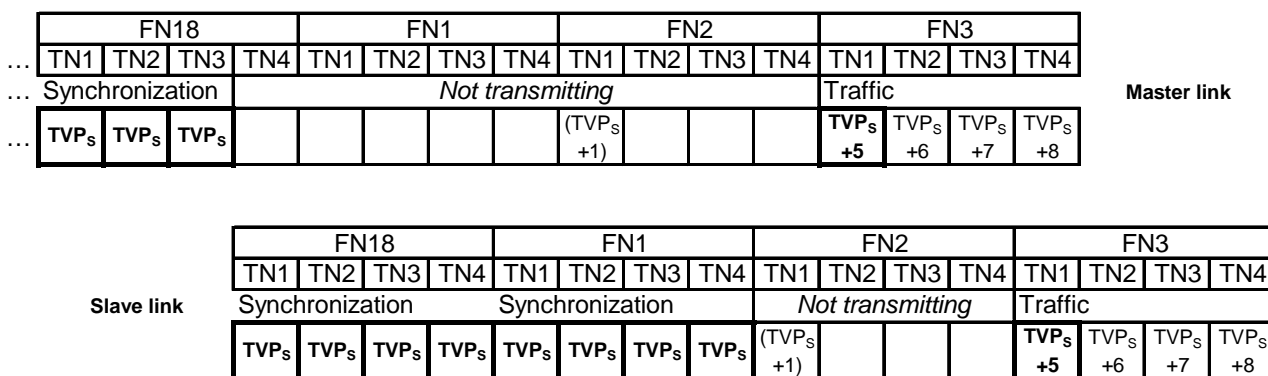 FN18 FN1 FN2 FN3
… TN1 TN2 TN3 TN4 TN1 TN2 TN3 TN4 TN1 TN2 TN3 TN4 TN1 TN2 TN3 TN4
… Synchronization Not transmitting Traffic Master link
… TVPS TVPS TVPS (TVPS TVPS TVPS TVPS TVPS
+1) +5 +6 +7 +8
FN18 FN1 FN2 FN3
TN1 TN2 TN3 TN4 TN1 TN2 TN3 TN4 TN1 TN2 TN3 TN4 TN1 TN2 TN3 TN4
Slave link Synchronization Synchronization Not transmitting Traffic
TVPS TVPS TVPS TVPS TVPS TVPS TVPS TVPS (TVPS TVPS TVPS TVPS TVPS
+1) +5 +6 +7 +8